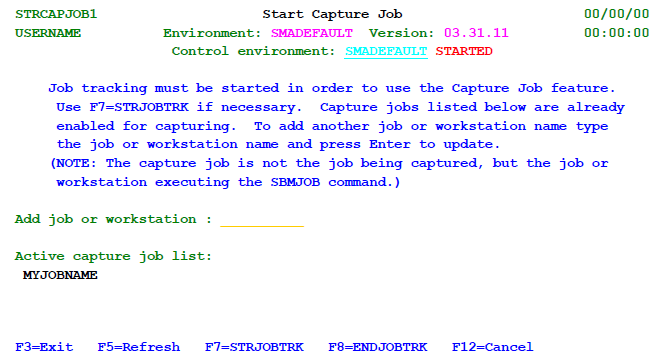 STRCAPJOB1 Start Capture Job 00/00/00
USERNAME Environment: SMADEFAULT Version: 03.31.11 00:00:00
Control environment: SMADEFAULT STARTED
Job tracking must be started in order to use the Capture Job feature.
Use F7=STRJOBTRK if necessary. Capture jobs listed below are already
enabled for capturing. To add another job or workstation name type
the job or workstation name and press Enter to update.
(NOTE: The capture job is not the job being captured, but the job or
workstation executing the SBMJOB command.)
Add job or workstation : __________
Active capture job list:
MYJOBNAME
F3=Exit F5=Refresh F7=STRJOBTRK F8=ENDJOBTRK F12=Cancel